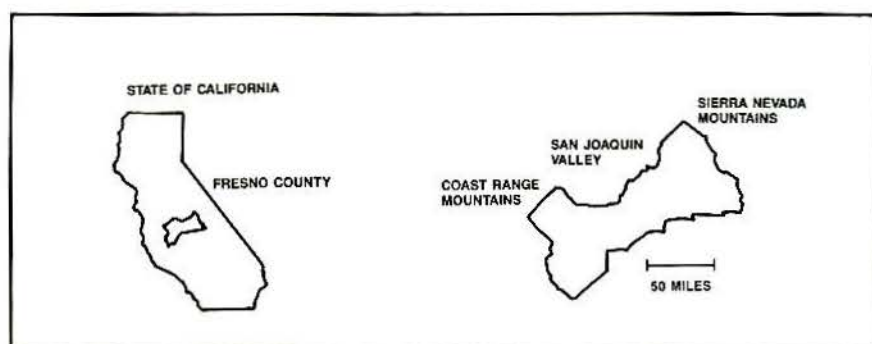 STATE OF CALIFORNIA
FRESNO COUNTY
SIERRA NEVADA
MOUNTAINS
SAN JOAQUIN
VALLEY
COAST RANGE
MOUNTAINS
50 MILES